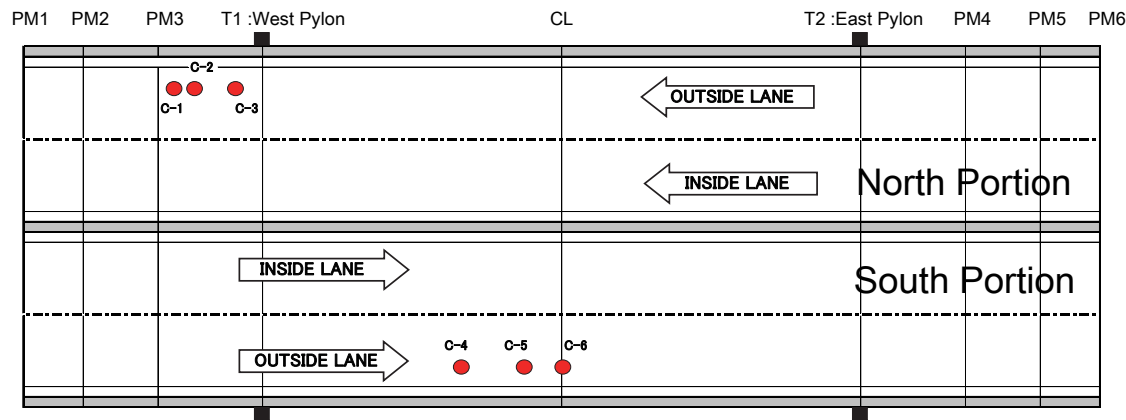 PM1 PM2 PM3 T1 :West Pylon CL T2 :East Pylon PM4 PM5 PM6
C-2
C-1 C-3
OUTSIDE LANE
INSIDE LANE
North Portion
INSIDE LANE
South Portion
C-4 C-5 C-6
OUTSIDE LANE